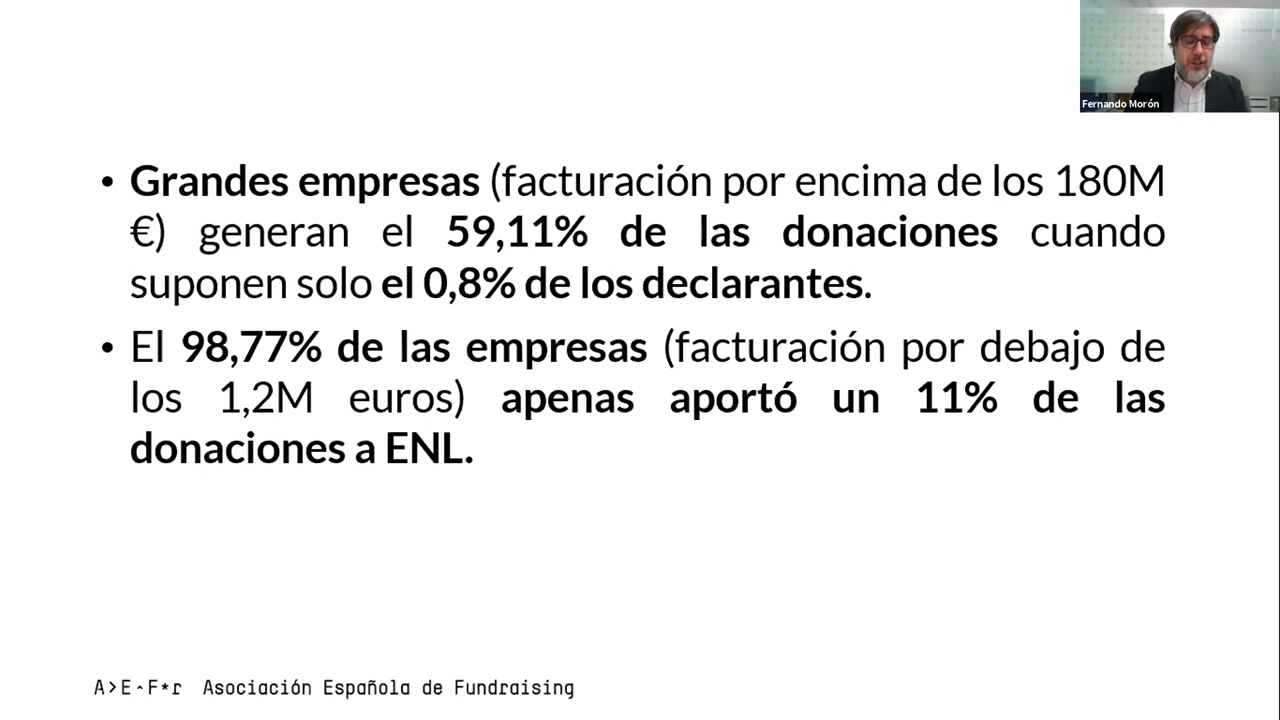 Fernando Morón
• Grandes empresas (facturación por encima de los 180M
€) generan el 59,11% de las donaciones cuando
suponen solo el 0,8% de los declarantes.
• El 98,77% de las empresas (facturación por debajo de
los 1,2M euros) apenas aportó un 11% de las
donaciones a ENL.
A>E·F*r Asociación Española de Fundraising